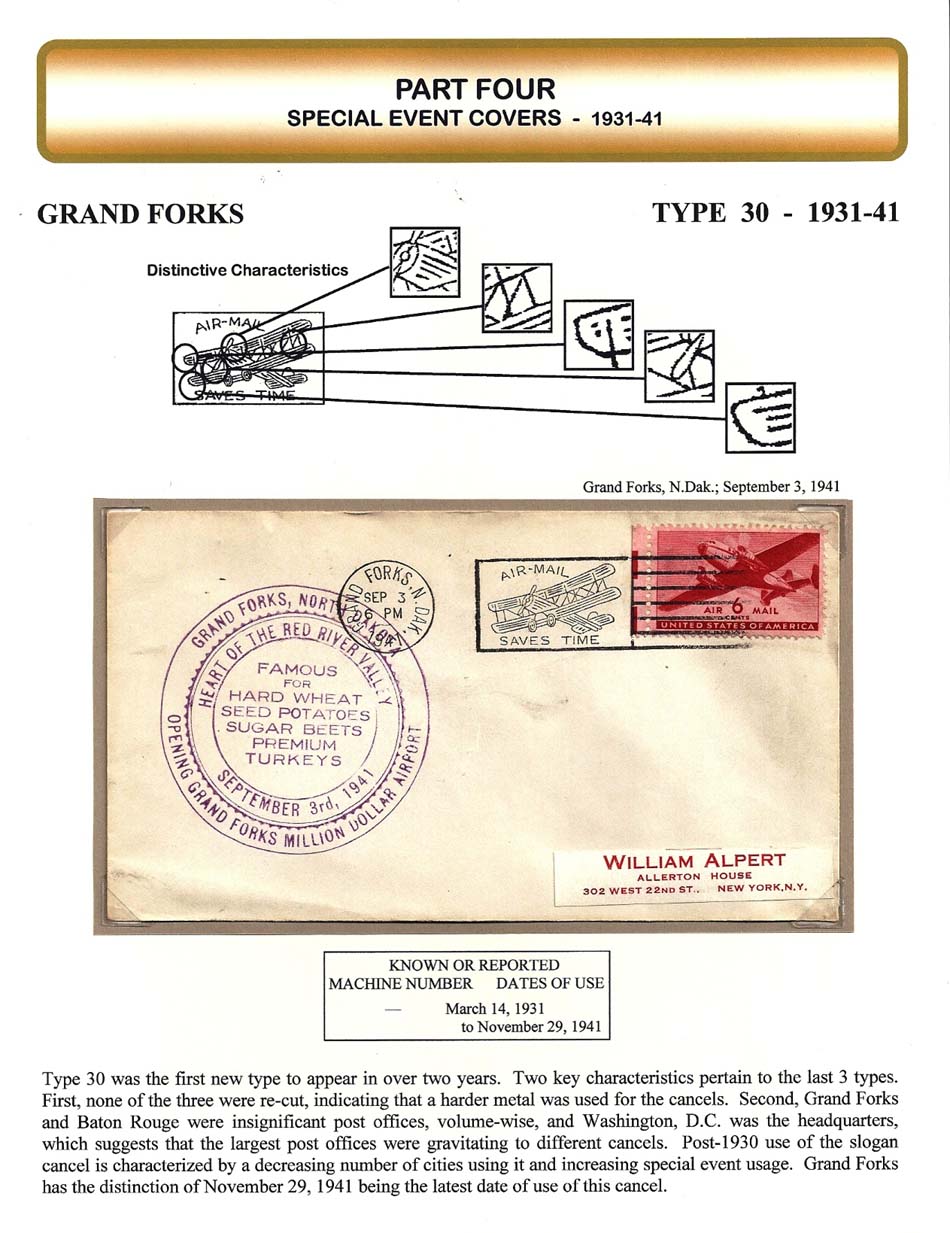 PART FOUR
SPECIAL EVENT COVERS - 1931-41
GRAND FORKS
TYPE 30 - 1931-41
Distinctive Characteristics
AIR-MAIL
SAVES TIME
Grand Forks, N.Dak.; September 3, 1941
GRAND FORKS, N. DAK.
SEP 3
6 PM
AIR-MAIL
SAVES TIME
AIR 6 MAIL
CENTS
UNITED STATES OF AMERICA
GRAND FORKS, NORTH
HEART OF THE RED RIVER VALLEY
FAMOUS
FOR
HARD WHEAT
SEED POTATOES
SUGAR BEETS
PREMIUM
TURKEYS
SEPTEMBER 3rd, 1941
OPENING GRAND FORKS MILLION DOLLAR AIRPORT
WILLIAM ALPERT
ALLERTON HOUSE
302 WEST 22ND ST., NEW YORK, N.Y.
KNOWN OR REPORTED
MACHINE NUMBER DATES OF USE
— March 14, 1931
to November 29, 1941
Type 30 was the first new type to appear in over two years. Two key characteristics pertain to the last 3 types.
First, none of the three were re-cut, indicating that a harder metal was used for the cancels. Second, Grand Forks
and Baton Rouge were insignificant post offices, volume-wise, and Washington, D.C. was the headquarters,
which suggests that the largest post offices were gravitating to different cancels. Post-1930 use of the slogan
cancel is characterized by a decreasing number of cities using it and increasing special event usage. Grand Forks
has the distinction of November 29, 1941 being the latest date of use of this cancel.